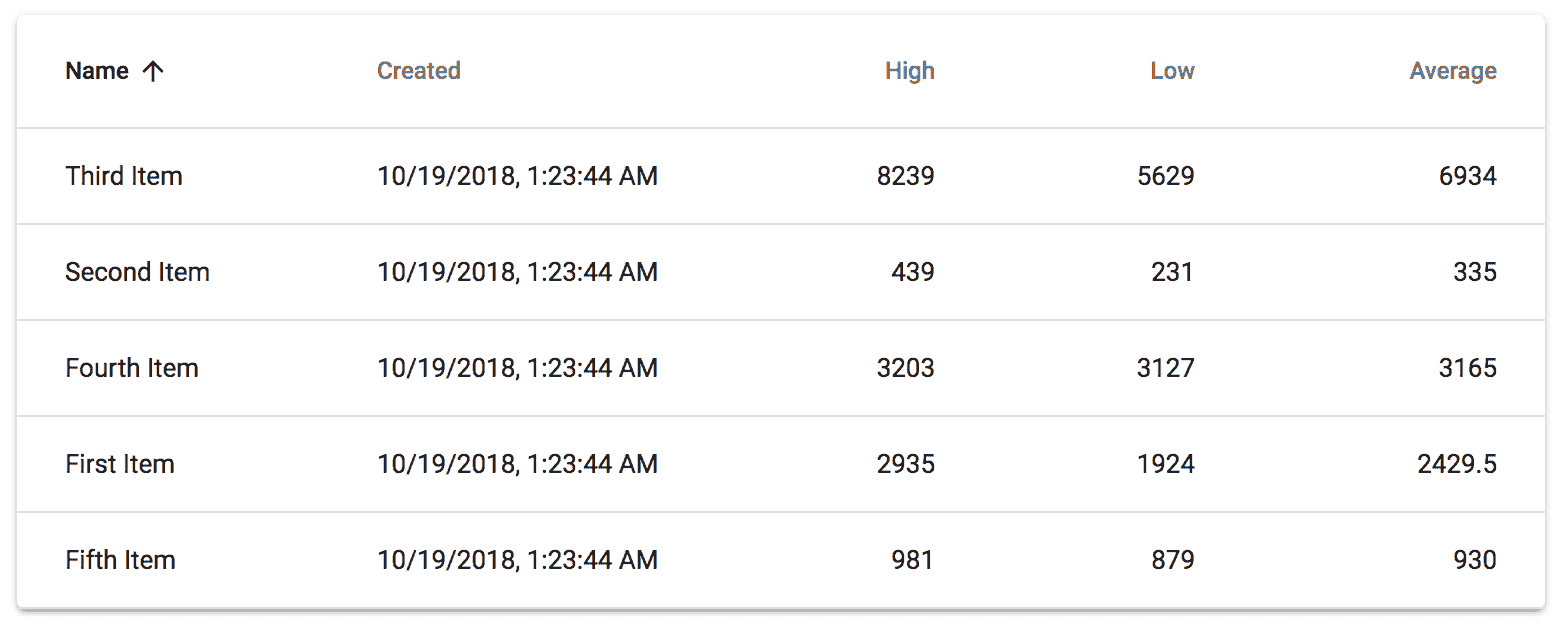 Name ↑ Created High Low Average
Third Item 10/19/2018, 1:23:44 AM 8239 5629 6934
Second Item 10/19/2018, 1:23:44 AM 439 231 335
Fourth Item 10/19/2018, 1:23:44 AM 3203 3127 3165
First Item 10/19/2018, 1:23:44 AM 2935 1924 2429.5
Fifth Item 10/19/2018, 1:23:44 AM 981 879 930